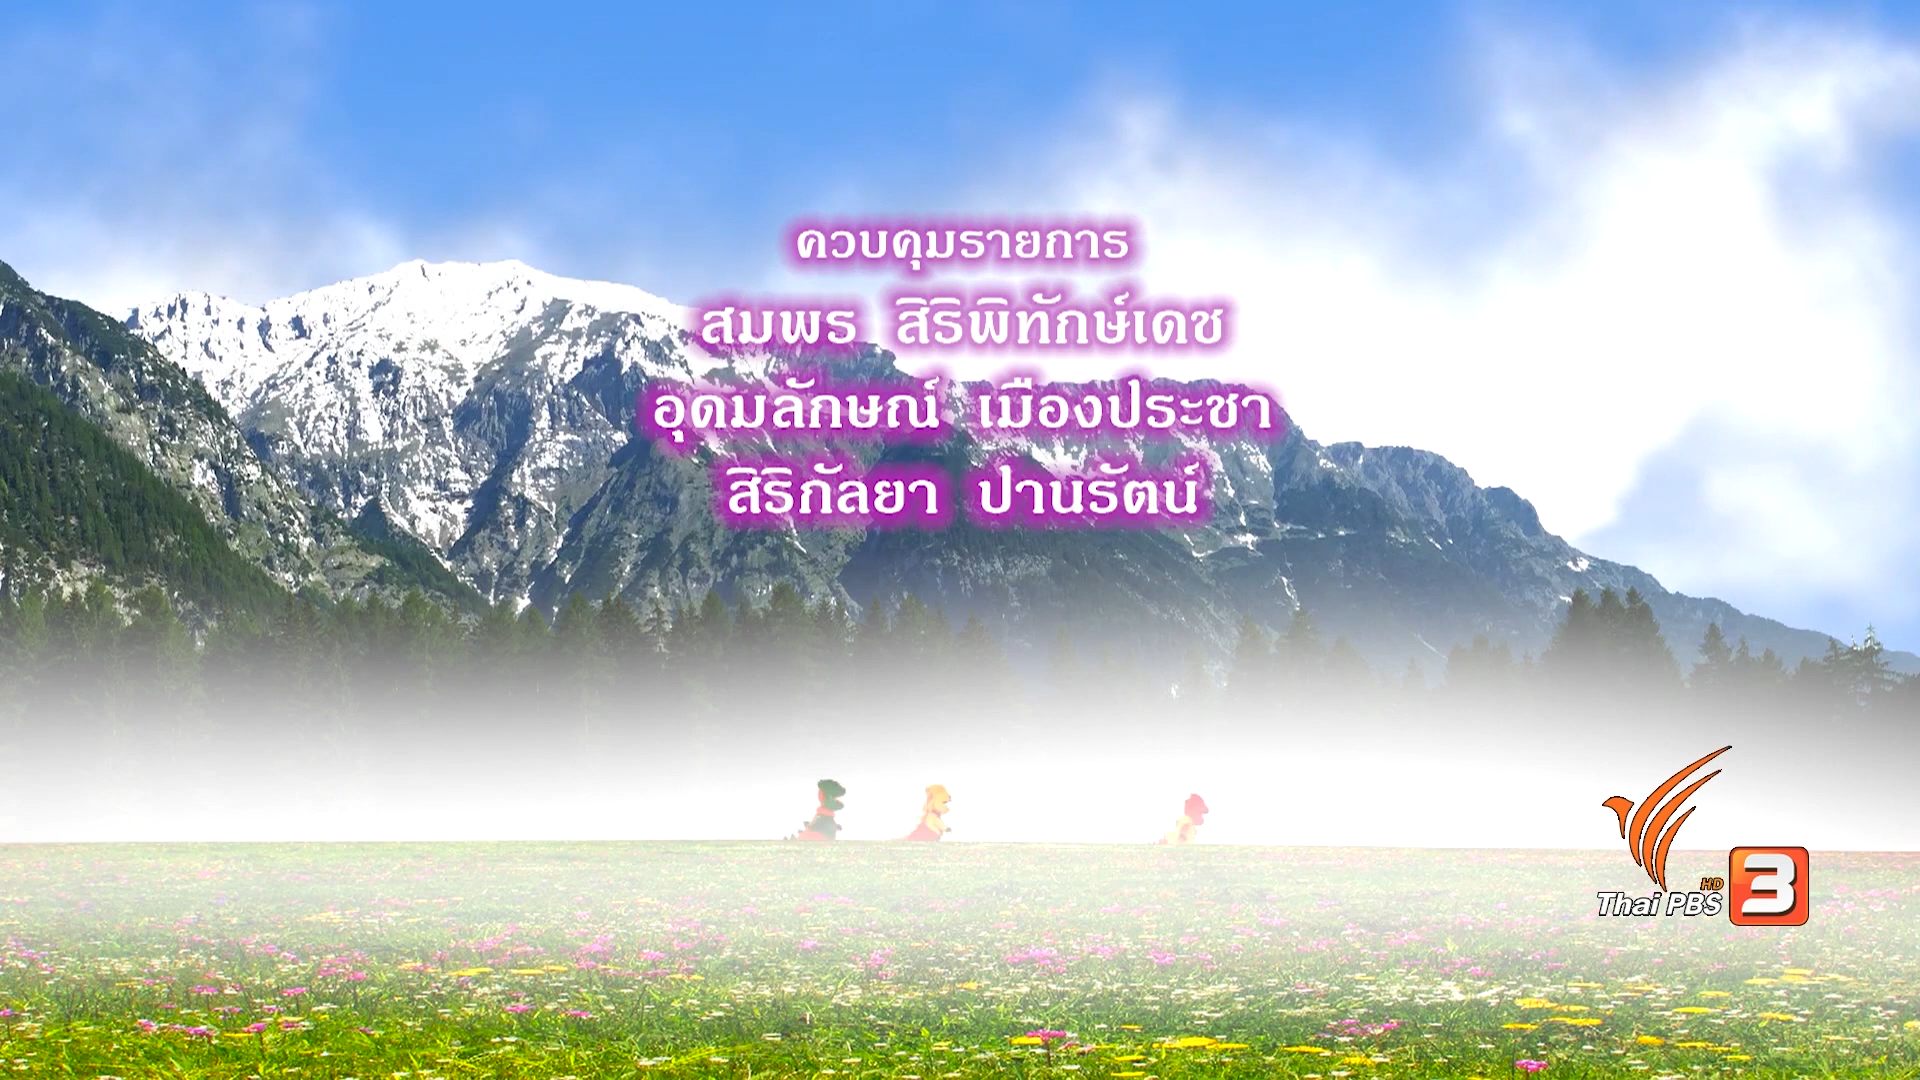 ควบคุมรายการ
สมพร สิริพิทักษ์เดช
อุดมลักษณ์ เมืองประชา
สิริกัลยา ปานรัตน์
HD
Thai PBS 3